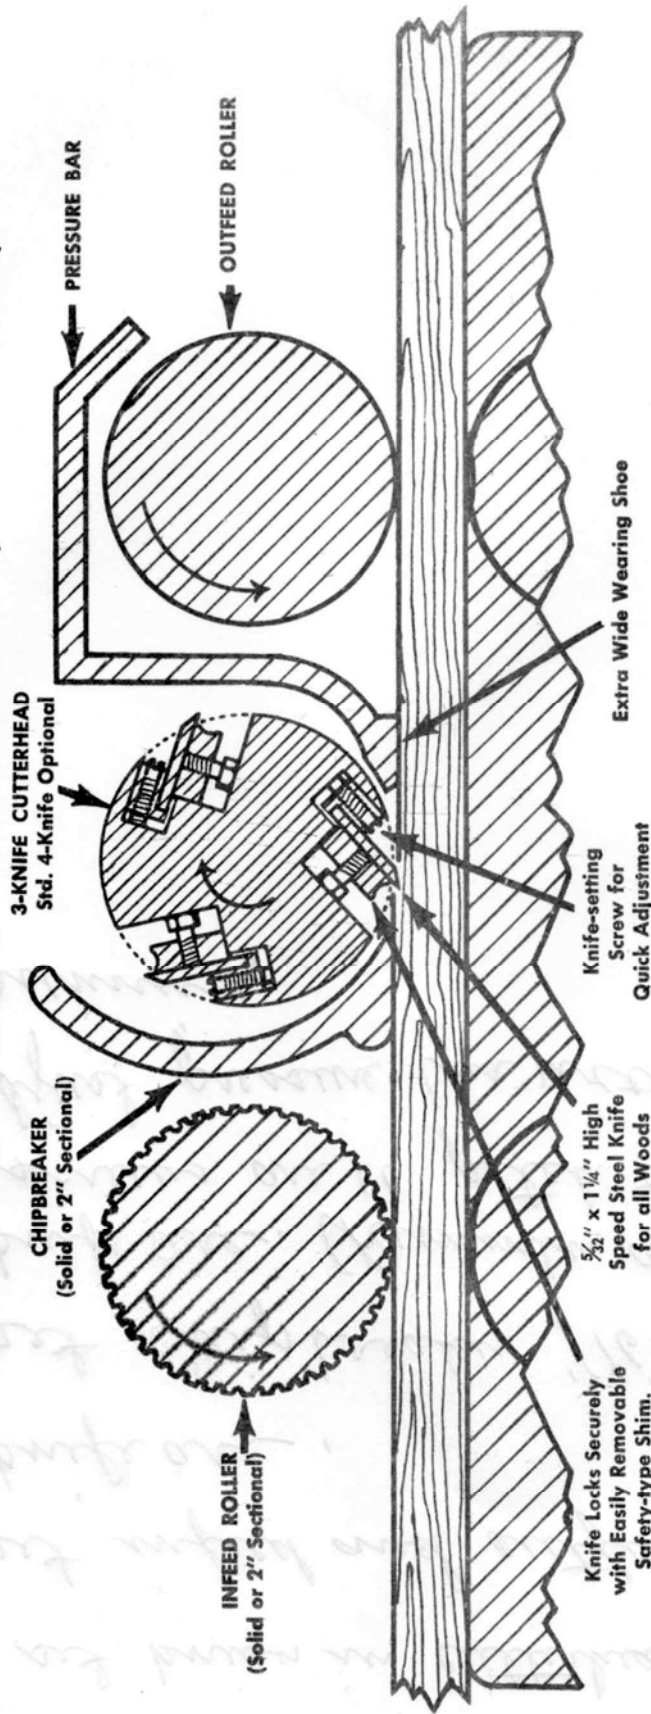 3-KNIFE CUTTERHEAD
Std. 4-Knife Optional
PRESSURE BAR
CHIPBREAKER
(Solid or 2" Sectional)
OUTFEED ROLLER
INFEED ROLLER
(Solid or 2" Sectional)
Knife Locks Securely
with Easily Removable
Safety-type Shim.
5/32" x 1 1/4" High
Speed Steel Knife
for all Woods
Knife-setting
Screw for
Quick Adjustment
Extra Wide Wearing Shoe